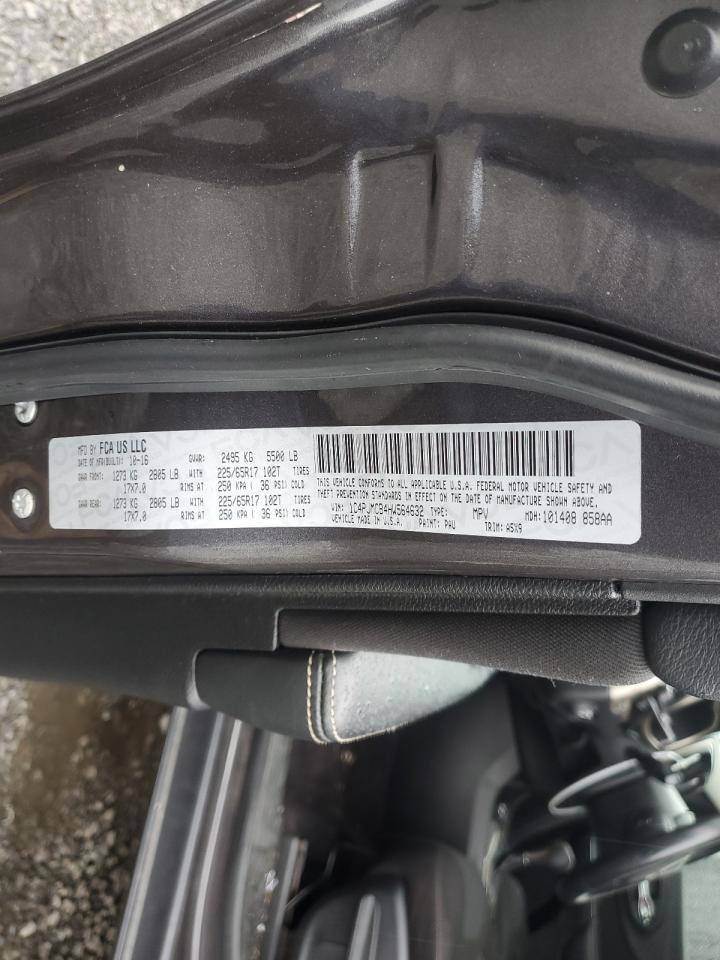 MFD BY FCA US LLC
DATE OF MFR(BUILT): 10-16 GVWR: 2495 KG 5500 LB
GAWR FRONT: 1273 KG 2805 LB WITH 225/65R17 102T TIRES
17X7.0 RIMS AT 250 KPA ( 36 PSI) COLD
GAWR REAR: 1273 KG 2805 LB WITH 225/65R17 102T TIRES
17X7.0 RIMS AT 250 KPA ( 36 PSI) COLD
THIS VEHICLE CONFORMS TO ALL APPLICABLE U.S.A. FEDERAL MOTOR VEHICLE SAFETY AND
THEFT PREVENTION STANDARDS IN EFFECT ON THE DATE OF MANUFACTURE SHOWN ABOVE.
VIN: 1C4PJMCB4HW564632 TYPE: MPV MDH: 101408 858AA
VEHICLE MADE IN U.S.A. PAINT: PAU TRIM: A5X9